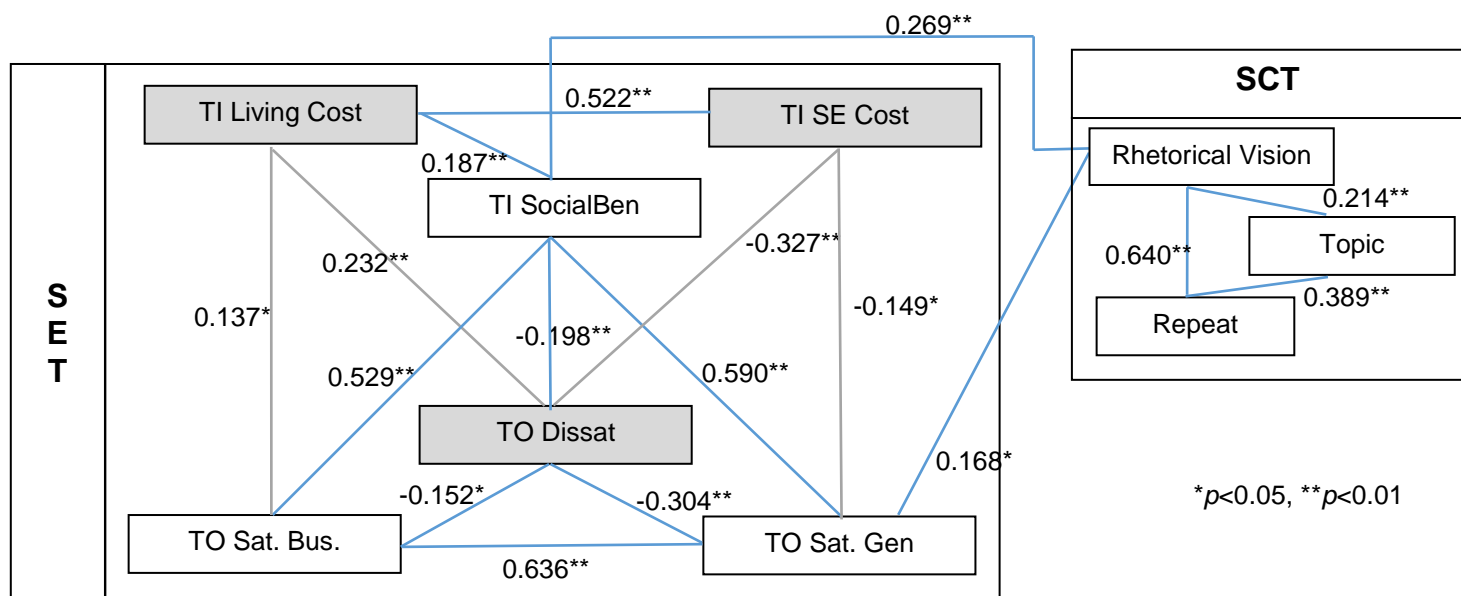 0.269**
SCT
TI Living Cost
0.522**
TI SE Cost
Rhetorical Vision
0.187**
0.214**
TI SocialBen
Topic
0.640**
-0.327**
0.232**
S
E
T
0.389**
Repeat
0.137*
-0.149*
-0.198**
0.529**
0.590**
TO Dissat
0.168*
-0.152*
-0.304**
*p<0.05, **p<0.01
TO Sat. Bus.
TO Sat. Gen
0.636**